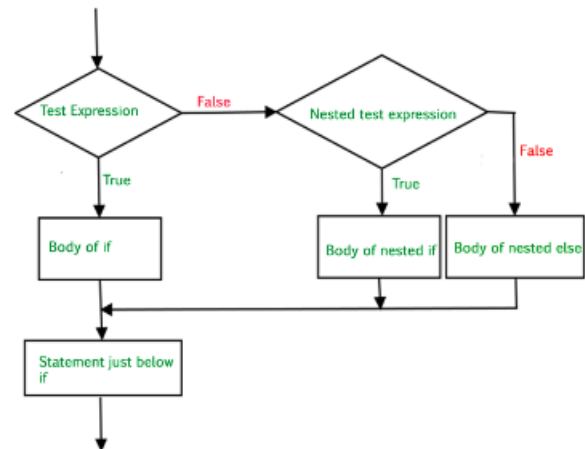 Test Expression
False
Nested test expression
True
True
False
Body of if
Body of nested if
Body of nested else
Statement just below
if